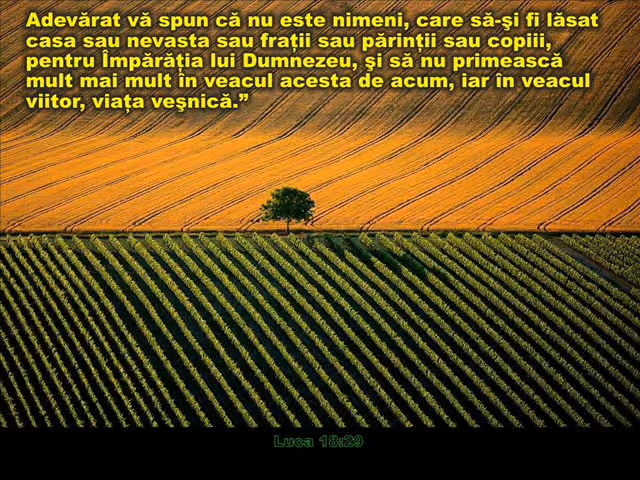 Adevărat vă spun că nu este nimeni, care să-şi fi lăsat
casa sau nevasta sau fraţii sau părinţii sau copiii,
pentru Împărăţia lui Dumnezeu, şi să nu primească
mult mai mult în veacul acesta de acum, iar în veacul
viitor, viaţa veşnică.”
Luca 18:29